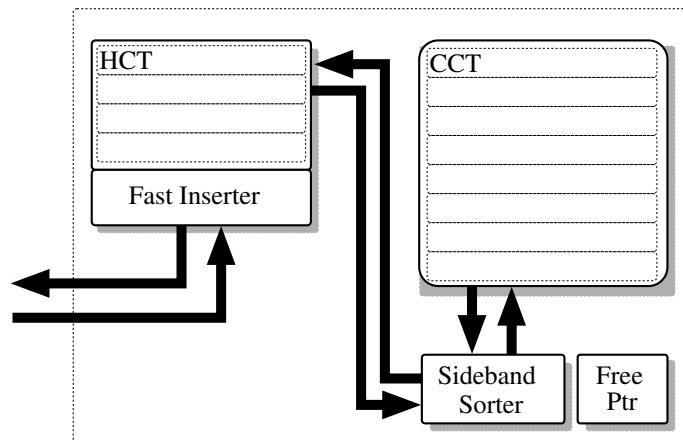 HCT
CCT
Fast Inserter
Sideband
Sorter
Free
Ptr